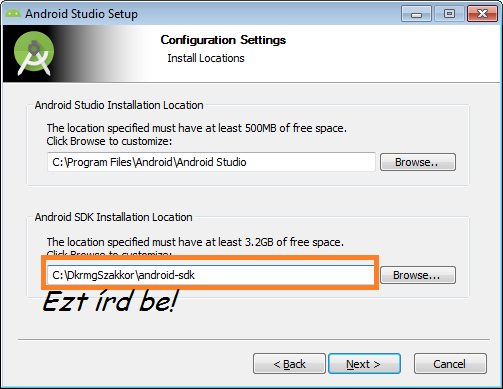 Android Studio Setup
Configuration Settings
Install Locations
Android Studio Installation Location
The location specified must have at least 500MB of free space.
Click Browse to customize:
C:\Program Files\Android\Android Studio
Browse..
Android SDK Installation Location
The location specified must have at least 3.2GB of free space.
Click Browse to customize:
C:\DkrmgSzakkor\android-sdk
Browse...
Ezt írd be!
< Back
Next >
Cancel